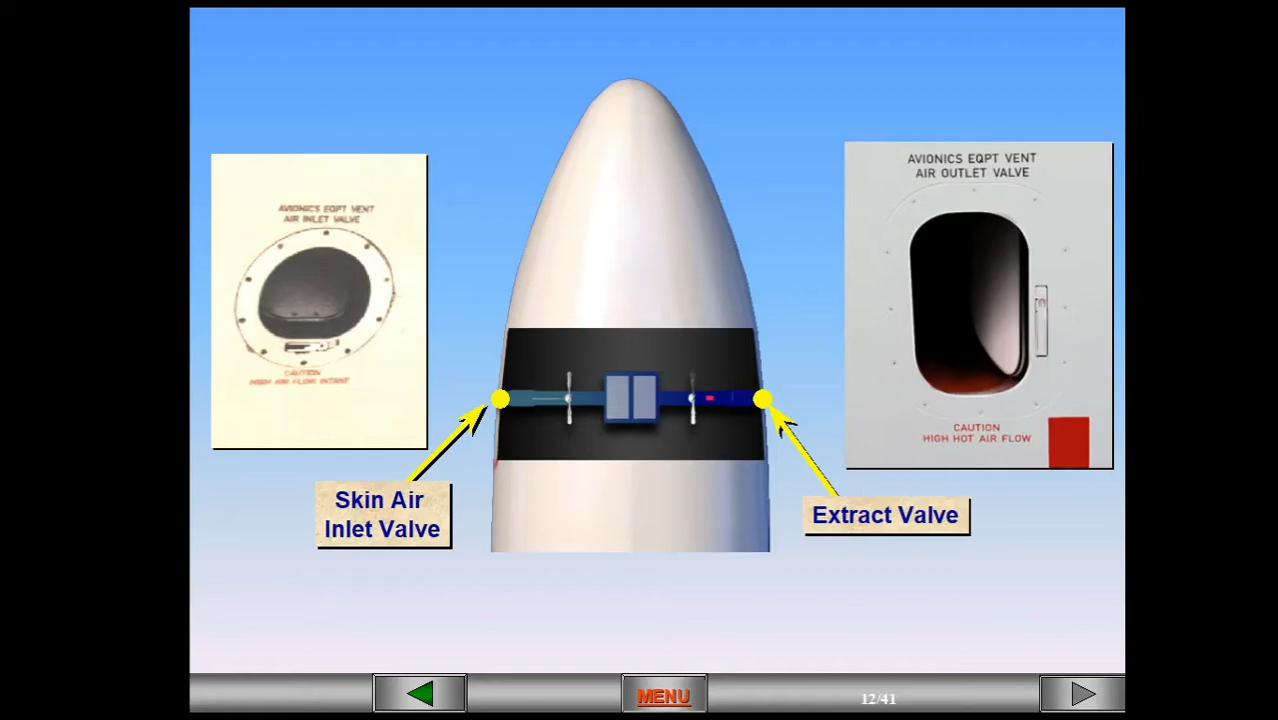 AVIONICS EQPT VENT
AIR INLET VALVE
CAUTION
HIGH AIR FLOW INTAKE
AVIONICS EQPT VENT
AIR OUTLET VALVE
CAUTION
HIGH HOT AIR FLOW
Skin Air
Inlet Valve
Extract Valve
MENU
12/41